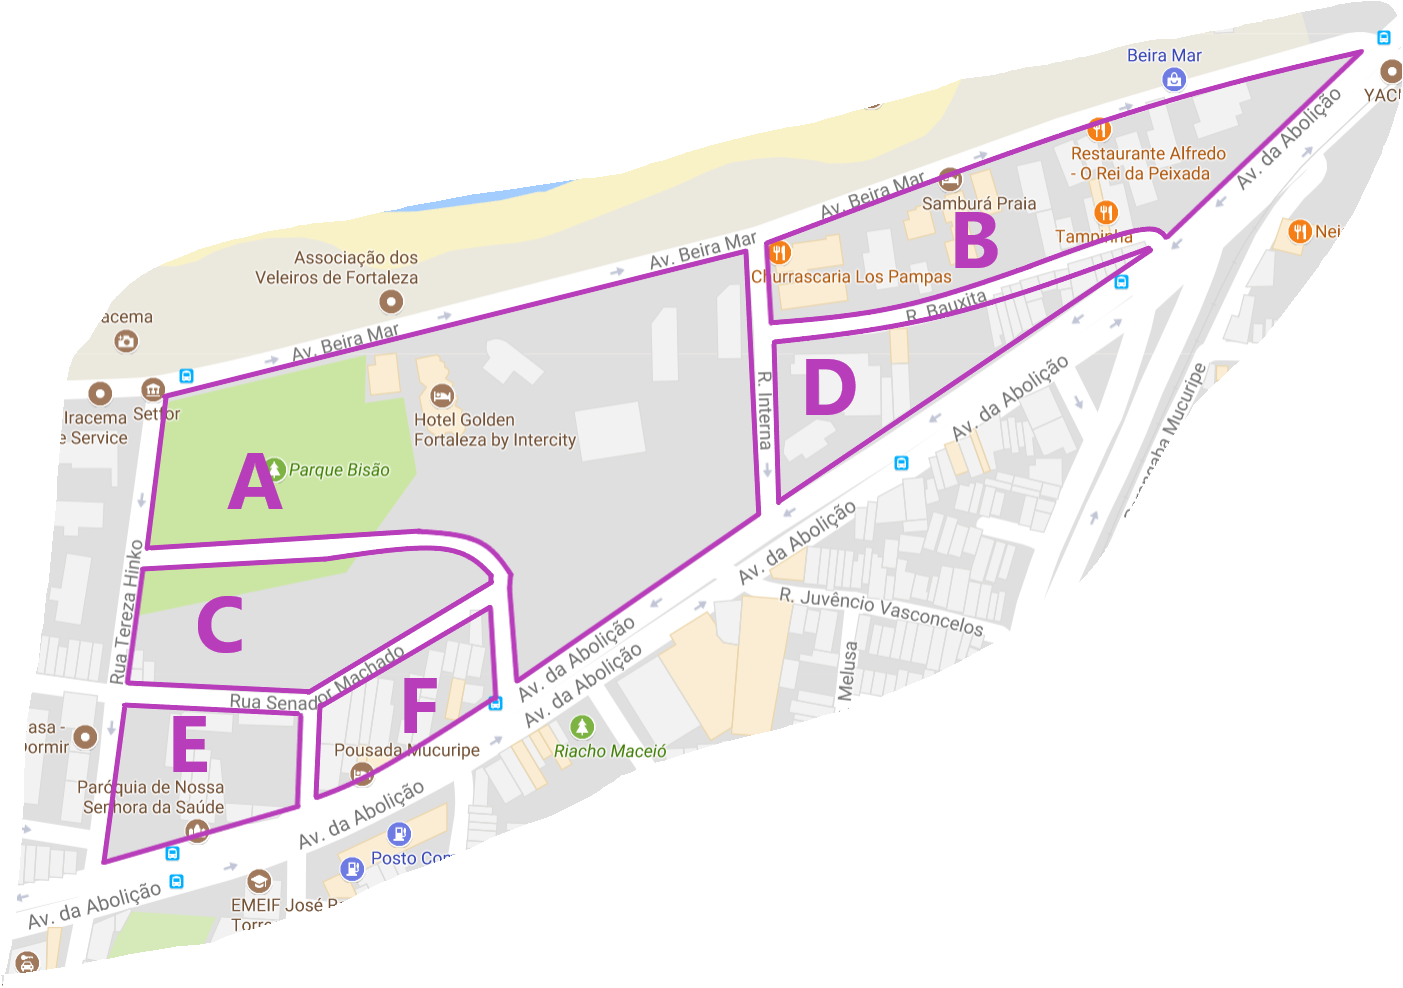 Beira Mar
YAC
Av. da Abolição
Restaurante Alfredo
- O Rei da Peixada
Av. Beira Mar
Samburá Praia
B
Tampinha
Nei
Av. Beira Mar
Associação dos
Veleiros de Fortaleza
Churrascaria Los Pampas
R. Bauxita
acema
Av. Beira Mar
D
R. Interna
Av. da Abolição
Iracema
e Service
Setfor
Hotel Golden
Fortaleza by Intercity
A
Parque Bisão
Av. da Abolição
Mucuripe
Rua Tereza Hinko
C
R. Juvêncio Vasconcelos
Melusa
Av. da Abolição
Av. da Abolição
Rua Senador Machado
F
E
asa -
Dormir
Pousada Mucuripe
Riacho Maceió
Paróquia de Nossa
Senhora da Saúde
Av. da Abolição
Posto Com
EMEIF José
Torre
Av. da Abolição